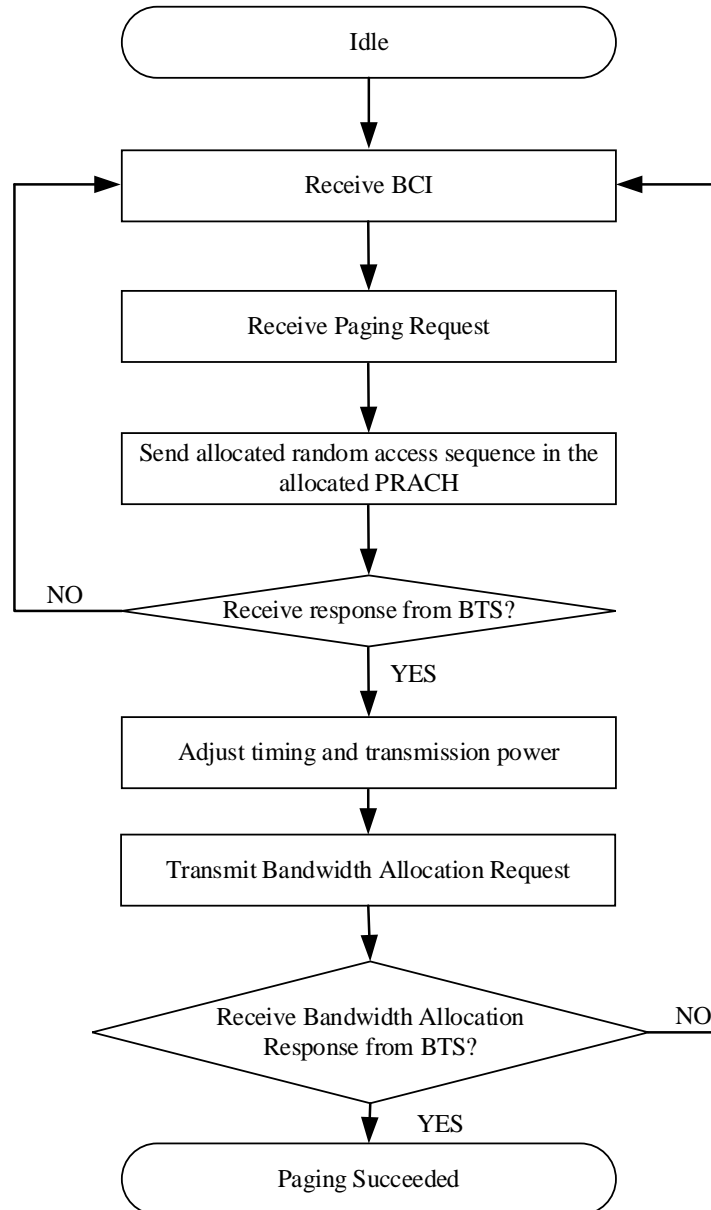 Idle
Receive BCI
Receive Paging Request
Send allocated random access sequence in the
allocated PRACH
NO
Receive response from BTS?
YES
Adjust timing and transmission power
Transmit Bandwidth Allocation Request
Receive Bandwidth Allocation
Response from BTS?
NO
YES
Paging Succeeded